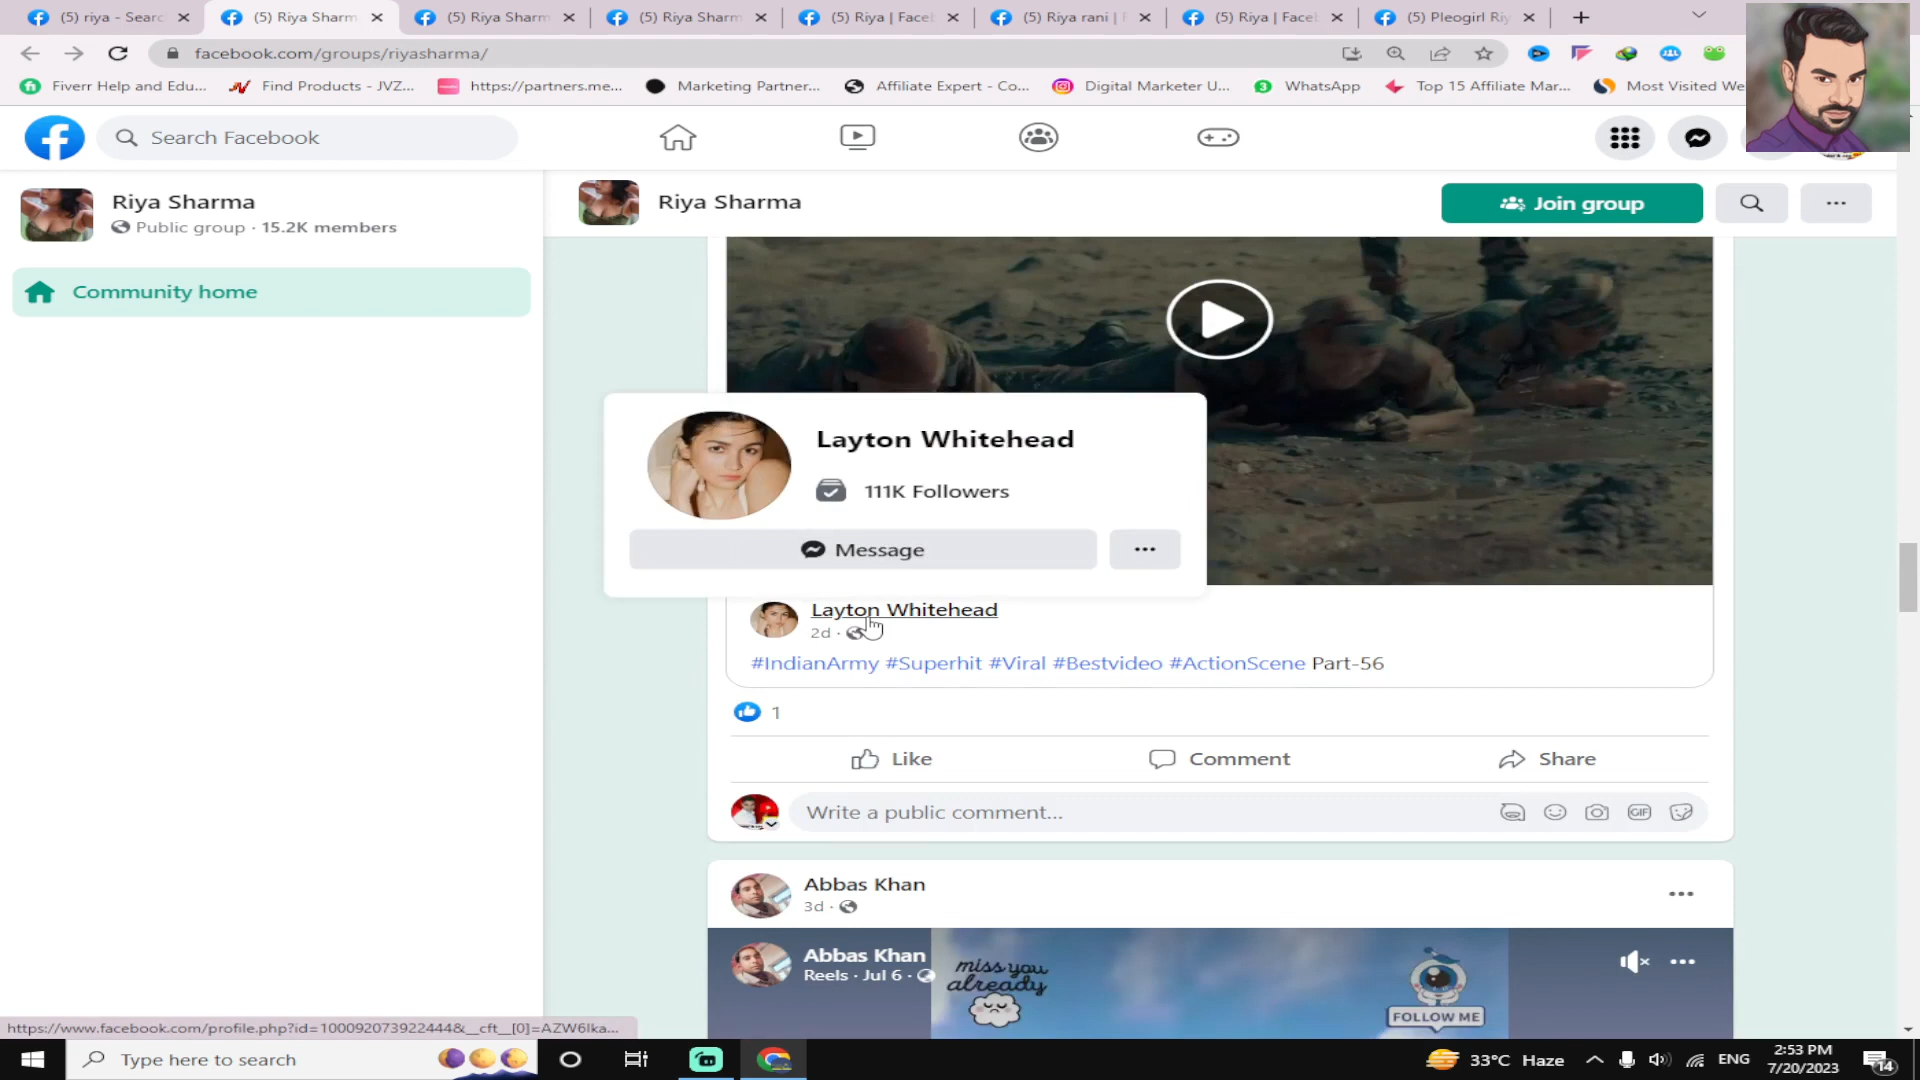 (5) riya - Searc
(5) Riya Sharm
(5) Riya Sharm
(5) Riya Sharm
(5) Riya | Face
(5) Riya rani | F
(5) Riya | Face
(5) Pleogirl Riy
facebook.com/groups/riyasharma/
Fiverr Help and Edu...
Find Products - JVZ...
https://partners.me...
Marketing Partner...
Affiliate Expert - Co...
Digital Marketer U...
WhatsApp
Top 15 Affiliate Mar...
Most Visited We
Search Facebook
Riya Sharma
Public group · 15.2K members
Community home
Riya Sharma
Join group
Layton Whitehead
111K Followers
Message
Layton Whitehead
2d ·
#IndianArmy #Superhit #Viral #Bestvideo #ActionScene Part-56
1
Like
Comment
Share
Write a public comment...
GIF
Abbas Khan
3d ·
Abbas Khan
Reels · Jul 6 ·
miss you
already
FOLLOW ME
https://www.facebook.com/profile.php?id=100092073922444&__cft__[0]=AZW6Ika...
Type here to search
33°C Haze
ENG
2:53 PM
7/20/2023
14